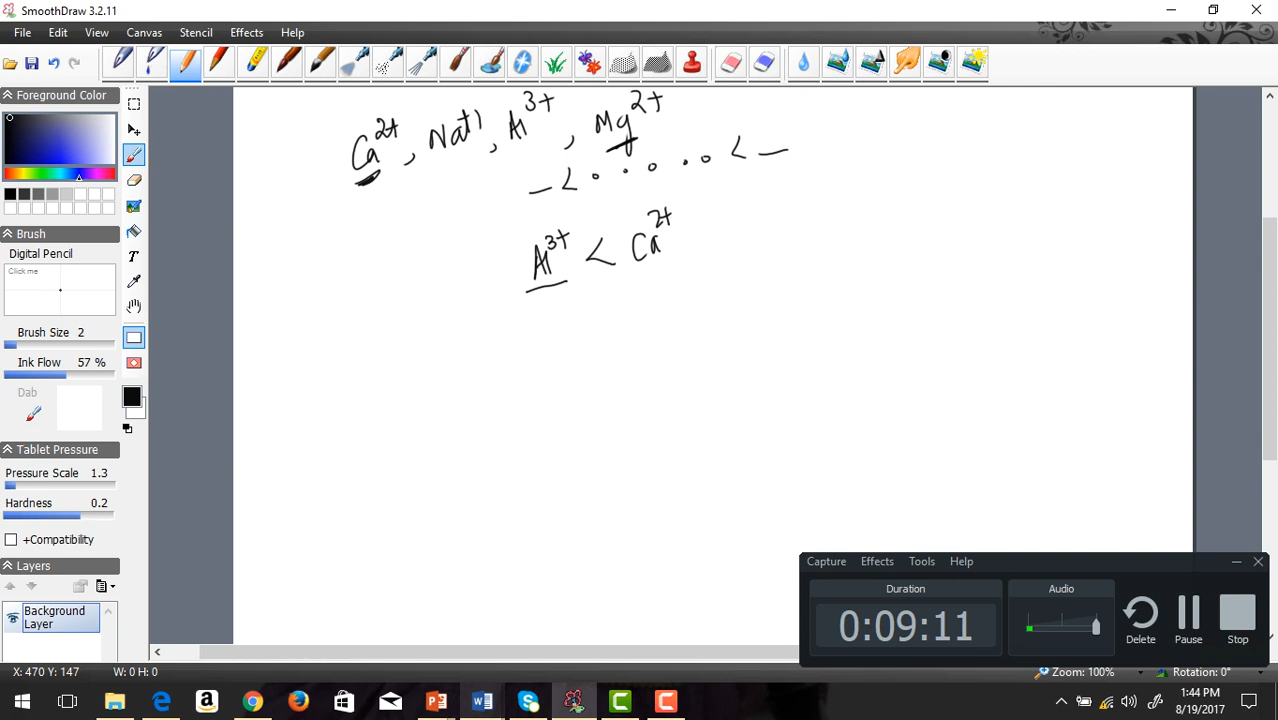 SmoothDraw 3.2.11
File Edit View Canvas Stencil Effects Help
Foreground Color
Brush
Digital Pencil
Click me
Brush Size 2
Ink Flow 57 %
Dab
Tablet Pressure
Pressure Scale 1.3
Hardness 0.2
+Compatibility
Layers
Background Layer
Ca²⁺, Na⁺¹, Al³⁺, Mg²⁺
_ < . . . . . < _
Al³⁺ < Ca²⁺
Capture Effects Tools Help
Duration Audio
0:09:11
Delete Pause Stop
X: 470 Y: 147 W: 0 H: 0 Zoom: 100% Rotation: 0°
1:44 PM
8/19/2017